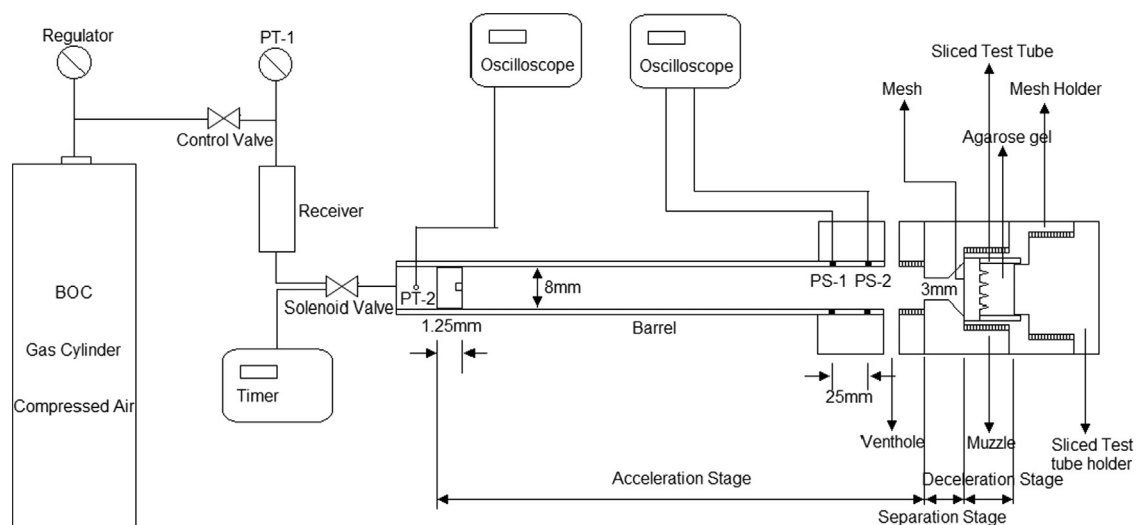 Regulator
PT-1
Oscilloscope
Oscilloscope
Sliced Test Tube
Mesh
Mesh Holder
Agarose gel
Control Valve
Receiver
BOC
Gas Cylinder
Compressed Air
Solenoid Valve
Timer
PT-2
1.25mm
8mm
Barrel
PS-1
PS-2
3mm
25mm
Venthole
Muzzle
Sliced Test
tube holder
Acceleration Stage
Deceleration Stage
Separation Stage